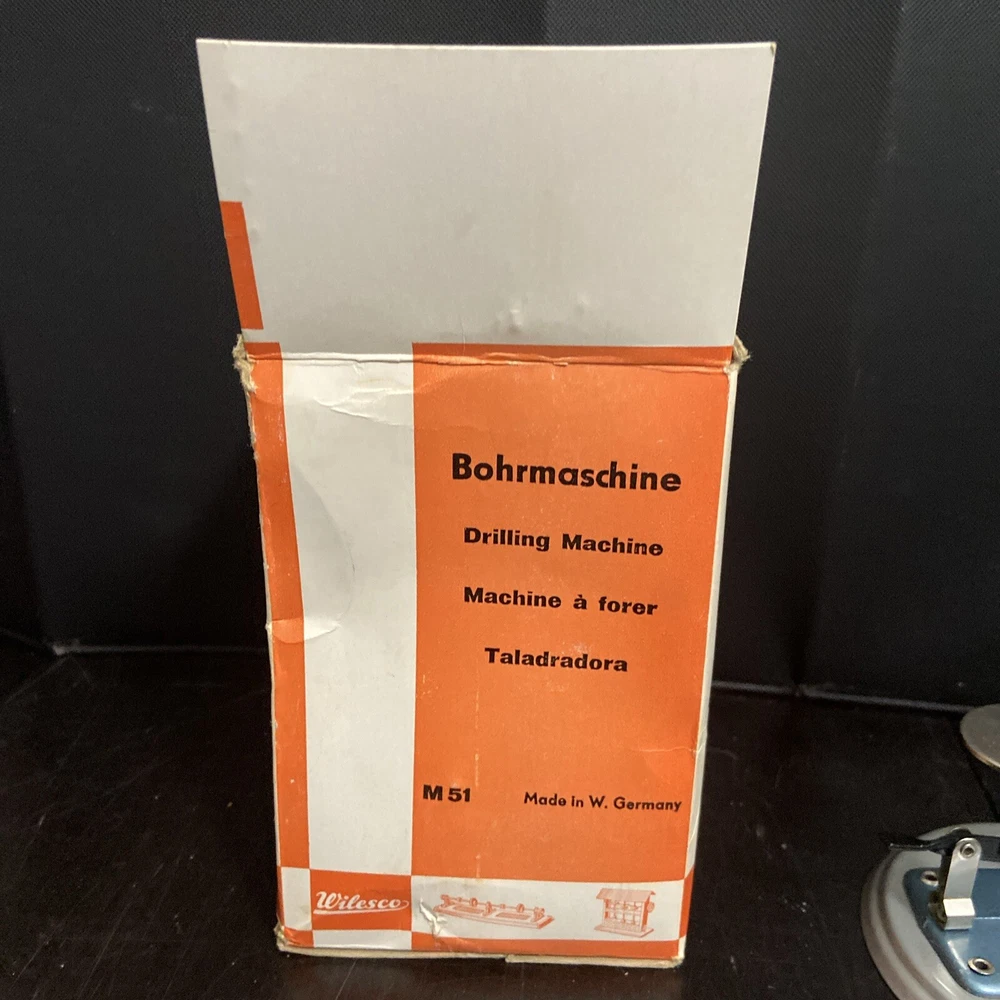 Bohrmaschine
Drilling Machine
Machine à forer
Taladradora
M 51
Made in W. Germany
Wilesco